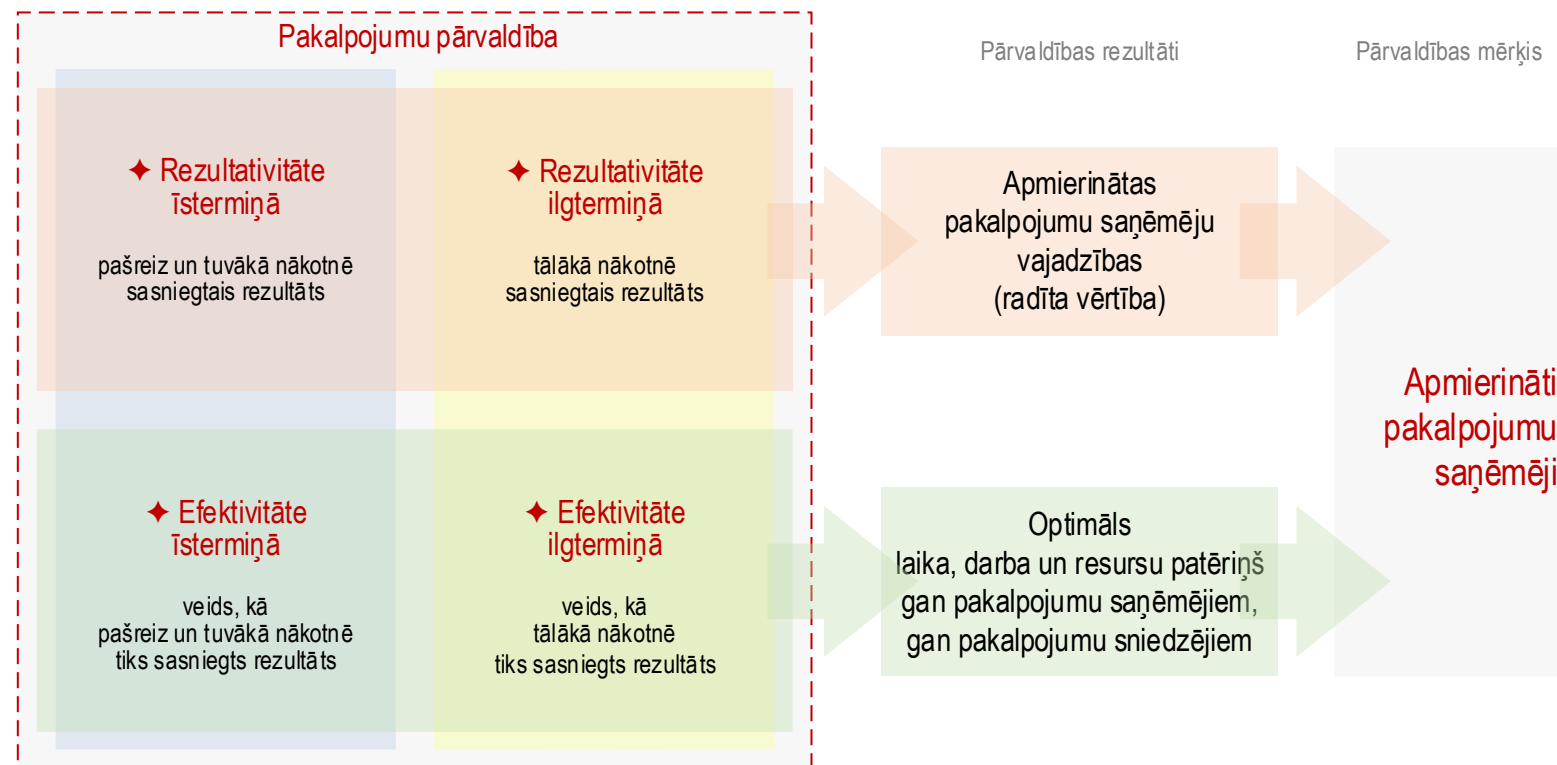 Pakalpojumu pārvaldība
Pārvaldības rezultāti
Pārvaldības mērķis
✦ Rezultativitāte
īstermiņā
pašreiz un tuvākā nākotnē
sasniegtais rezultāts
✦ Rezultativitāte
ilgtermiņā
tālākā nākotnē
sasniegtais rezultāts
Apmierinātas
pakalpojumu saņēmēju
vajadzības
(radīta vērtība)
Apmierināti
pakalpojumu
saņēmēji
✦ Efektivitāte
īstermiņā
veids, kā
pašreiz un tuvākā nākotnē
tiks sasniegts rezultāts
✦ Efektivitāte
ilgtermiņā
veids, kā
tālākā nākotnē
tiks sasniegts rezultāts
Optimāls
laika, darba un resursu patēriņš
gan pakalpojumu saņēmējiem,
gan pakalpojumu sniedzējiem